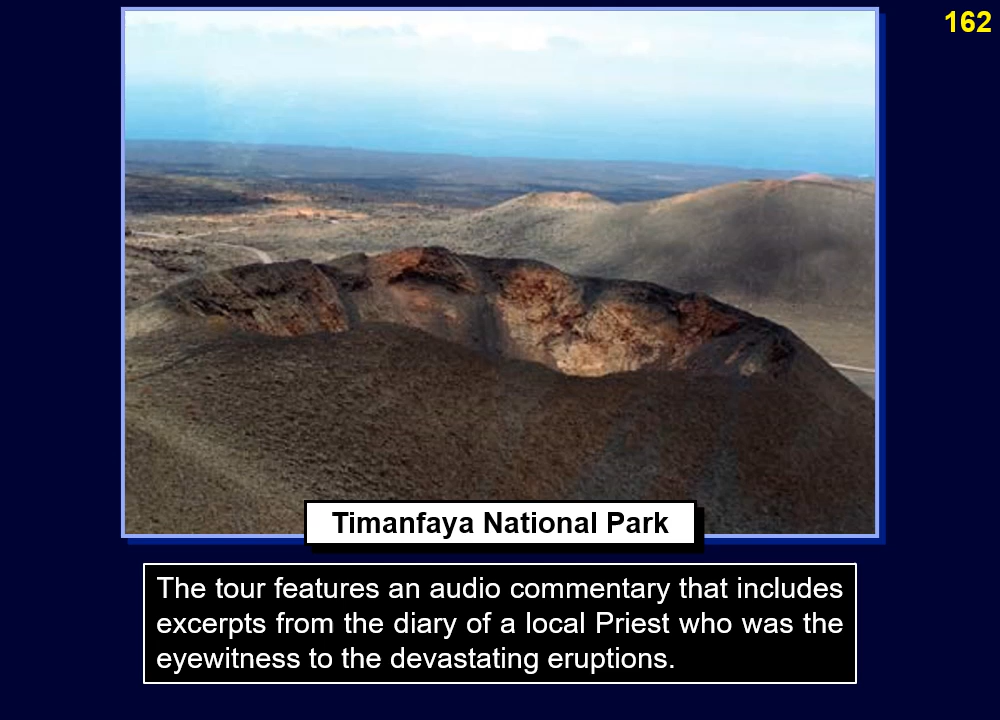 162
Timanfaya National Park
The tour features an audio commentary that includes
excerpts from the diary of a local Priest who was the
eyewitness to the devastating eruptions.